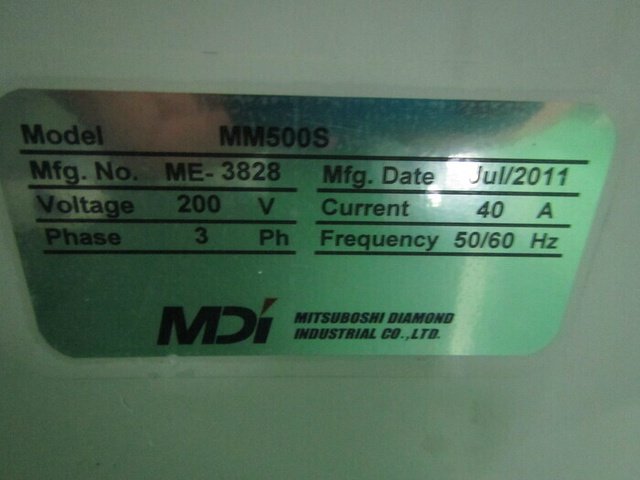 Model MM500S
Mfg. No. ME- 3828 Mfg. Date Jul/2011
Voltage 200 V Current 40 A
Phase 3 Ph Frequency 50/60 Hz
MDi MITSUBOSHI DIAMOND
INDUSTRIAL CO.,LTD.